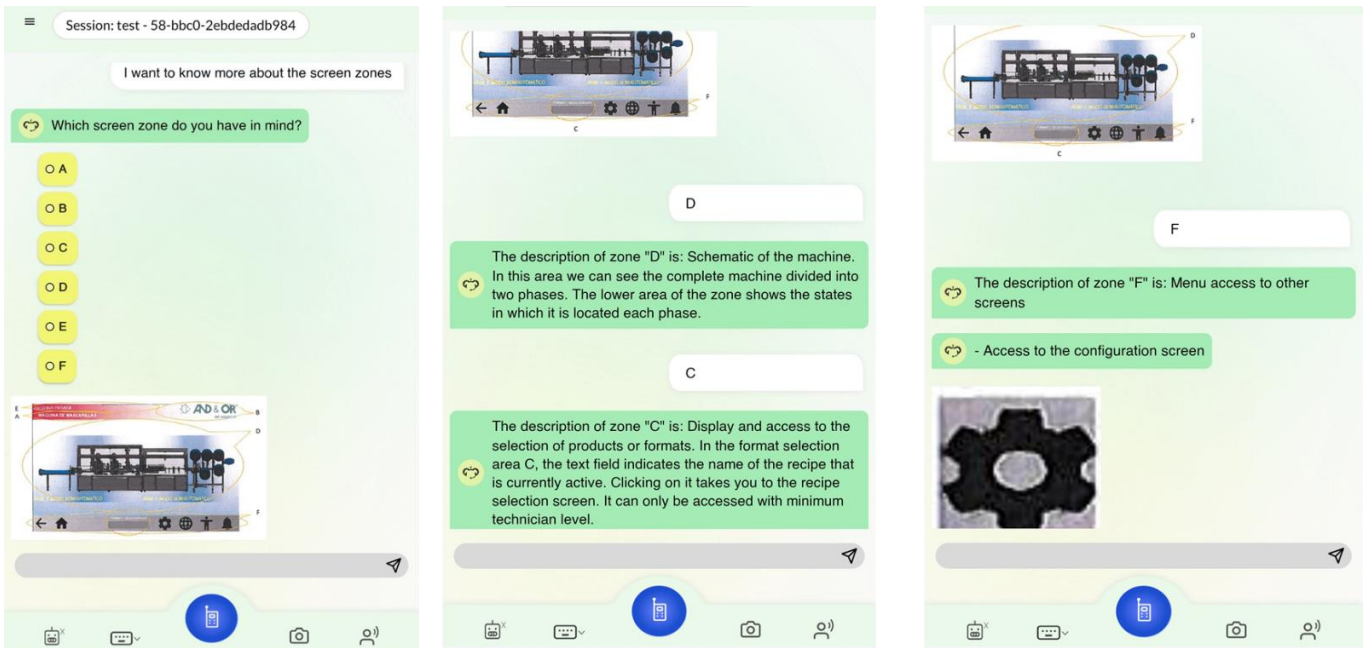 Session: test - 58-bbc0-2ebdedadb984
I want to know more about the screen zones
Which screen zone do you have in mind?
A
B
C
D
E
F
E
A
AND & OR
B
D
F
F
C
D
The description of zone "D" is: Schematic of the machine.
In this area we can see the complete machine divided into
two phases. The lower area of the zone shows the states
in which it is located each phase.
C
The description of zone "C" is: Display and access to the
selection of products or formats. In the format selection
area C, the text field indicates the name of the recipe that
is currently active. Clicking on it takes you to the recipe
selection screen. It can only be accessed with minimum
technician level.
D
F
C
F
The description of zone "F" is: Menu access to other
screens
- Access to the configuration screen